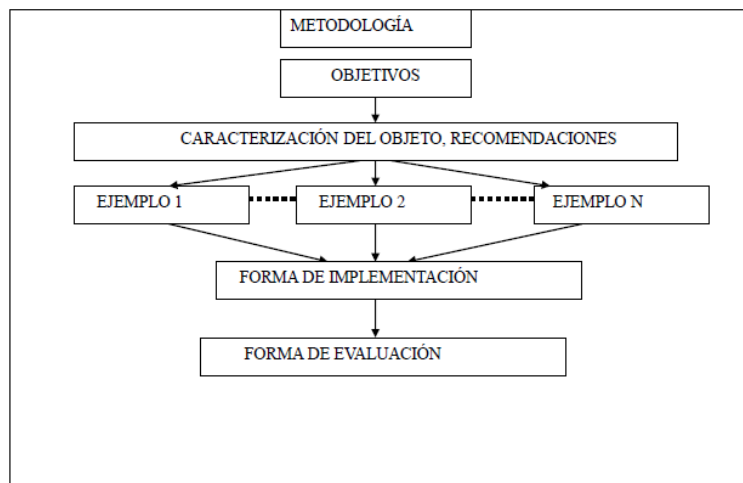 METODOLOGÍA
OBJETIVOS
CARACTERIZACIÓN DEL OBJETO, RECOMENDACIONES
EJEMPLO 1
EJEMPLO 2
EJEMPLO N
FORMA DE IMPLEMENTACIÓN
FORMA DE EVALUACIÓN